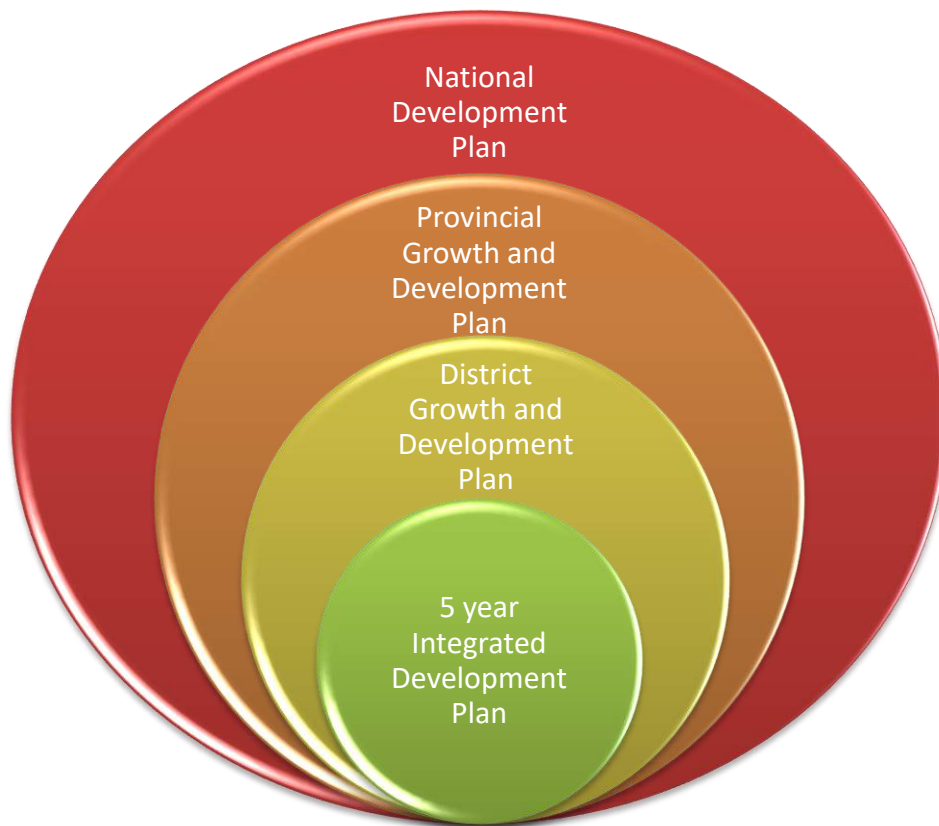 National
Development
Plan
Provincial
Growth and
Development
Plan
District
Growth and
Development
Plan
5 year
Integrated
Development
Plan